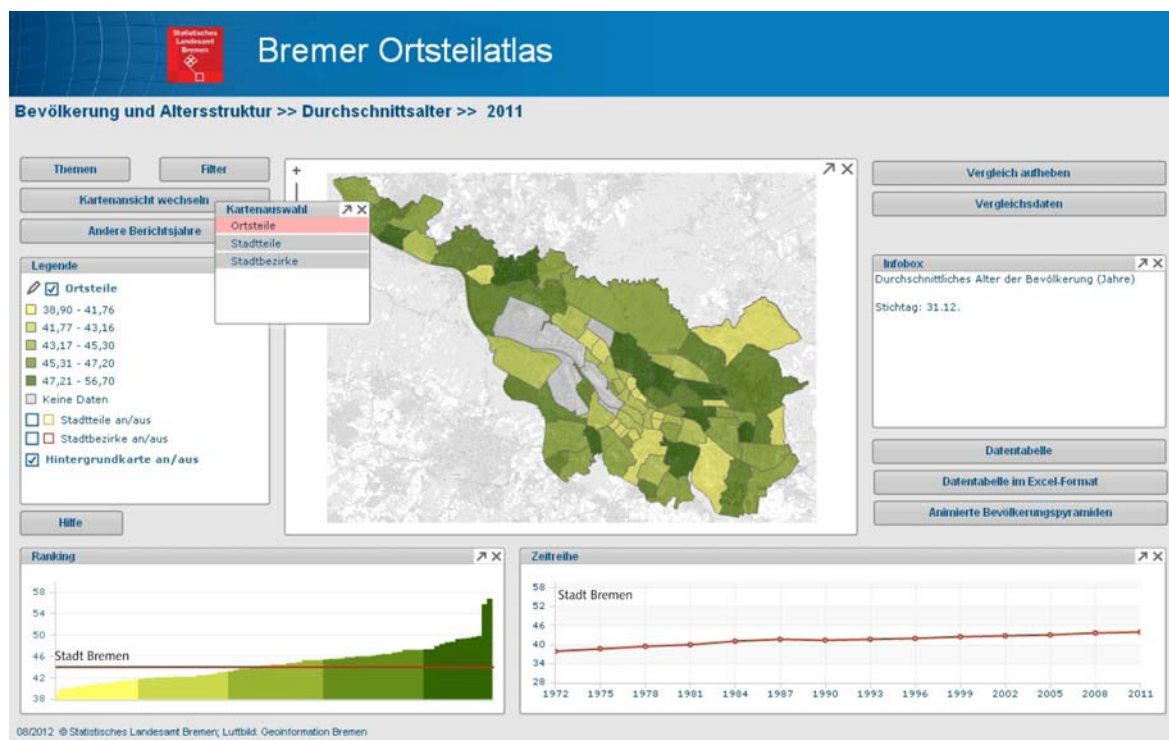 Statistisches
Landesamt
Bremen
Bremer Ortsteilatlas
Bevölkerung und Altersstruktur >> Durchschnittsalter >> 2011
Themen
Filter
Kartenansicht wechseln
Andere Berichtsjahre
Kartenauswahl
Ortsteile
Stadtteile
Stadtbezirke
Legende
Ortsteile
38,90 - 41,76
41,77 - 43,16
43,17 - 45,30
45,31 - 47,20
47,21 - 56,70
Keine Daten
Stadtteile an/aus
Stadtbezirke an/aus
Hintergrundkarte an/aus
Hilfe
+
Vergleich aufheben
Vergleichsdaten
Infobox
Durchschnittliches Alter der Bevölkerung (Jahre)
Stichtag: 31.12.
Datentabelle
Datentabelle im Excel-Format
Animierte Bevölkerungspyramiden
Ranking
58
54
50
46
42
38
Stadt Bremen
Zeitreihe
58
52
46
40
34
28
Stadt Bremen
1972 1975 1978 1981 1984 1987 1990 1993 1996 1999 2002 2005 2008 2011
08/2012 © Statistisches Landesamt Bremen; Luftbild: Geoinformation Bremen